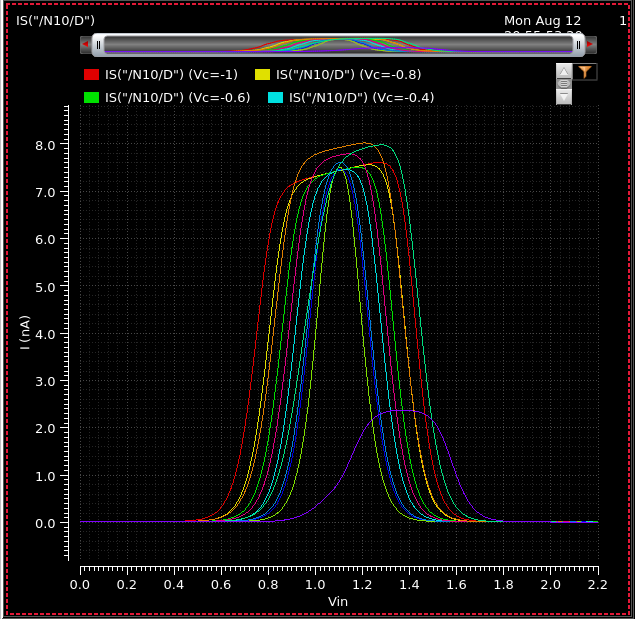 IS("/N10/D") Mon Aug 12 1
IS("/N10/D") (Vc=-1) IS("/N10/D") (Vc=-0.8)
IS("/N10/D") (Vc=-0.6) IS("/N10/D") (Vc=-0.4)
8.0
7.0
6.0
5.0
4.0
3.0
2.0
1.0
0.0
I (nA)
0.0 0.2 0.4 0.6 0.8 1.0 1.2 1.4 1.6 1.8 2.0 2.2
Vin